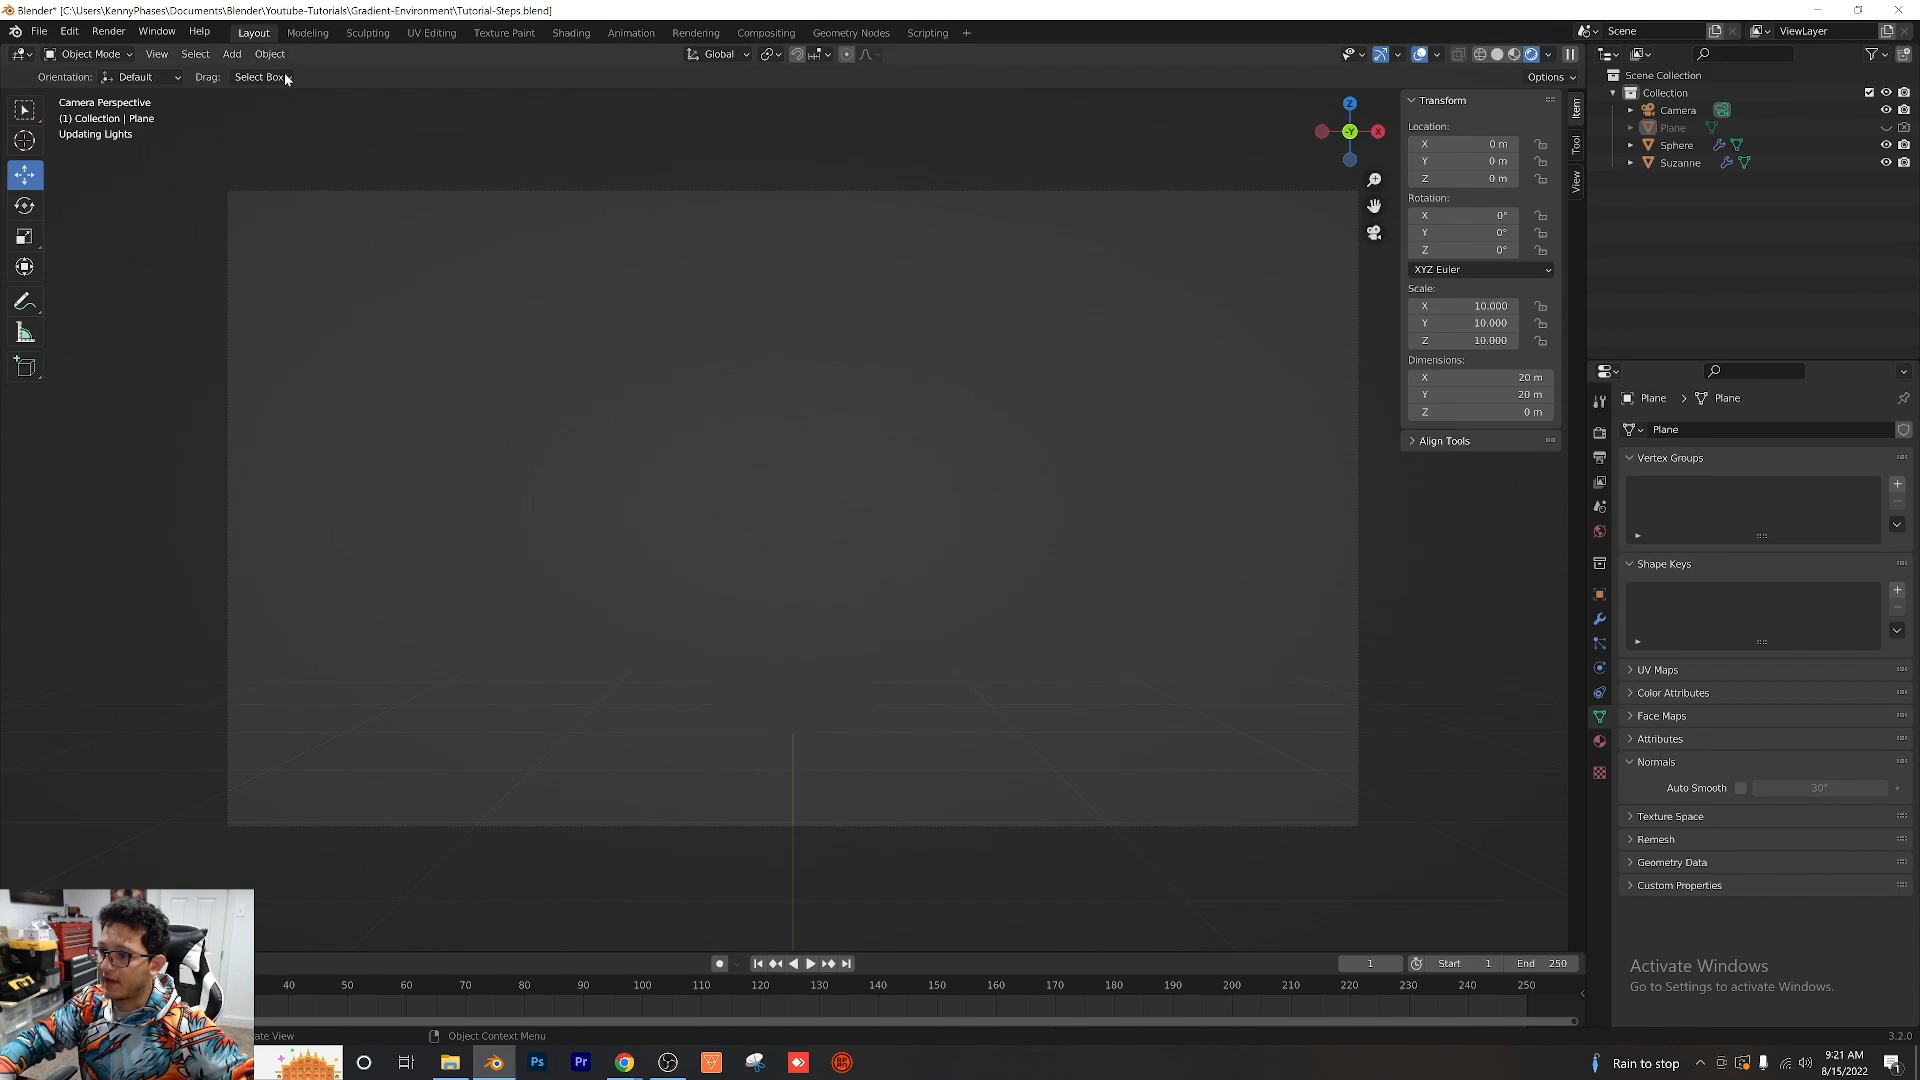 Blender* [C:\Users\KennyPhases\Documents\Blender\Youtube-Tutorials\Gradient-Environment\Tutorial-Steps.blend]
File Edit Render Window Help Layout Modeling Sculpting UV Editing Texture Paint Shading Animation Rendering Compositing Geometry Nodes Scripting + Scene ViewLayer
Object Mode View Select Add Object Global
Orientation: Default Drag: Select Box Options
Camera Perspective
(1) Collection | Plane
Updating Lights
Z
-Y
X
Transform
Location:
X 0 m
Y 0 m
Z 0 m
Rotation:
X 0°
Y 0°
Z 0°
XYZ Euler
Scale:
X 10.000
Y 10.000
Z 10.000
Dimensions:
X 20 m
Y 20 m
Z 0 m
Align Tools
Item
Tool
View
Scene Collection
Collection
Camera
Plane
Sphere
Suzanne
Plane > Plane
Plane
Vertex Groups
Shape Keys
UV Maps
Color Attributes
Face Maps
Attributes
Normals
Auto Smooth 30°
Texture Space
Remesh
Geometry Data
Custom Properties
Activate Windows
Go to Settings to activate Windows.
1 Start 1 End 250
40 50 60 70 80 90 100 110 120 130 140 150 160 170 180 190 200 210 220 230 240 250
tate View Object Context Menu 3.2.0
Ps Pr Rain to stop 9:21 AM
8/15/2022
1